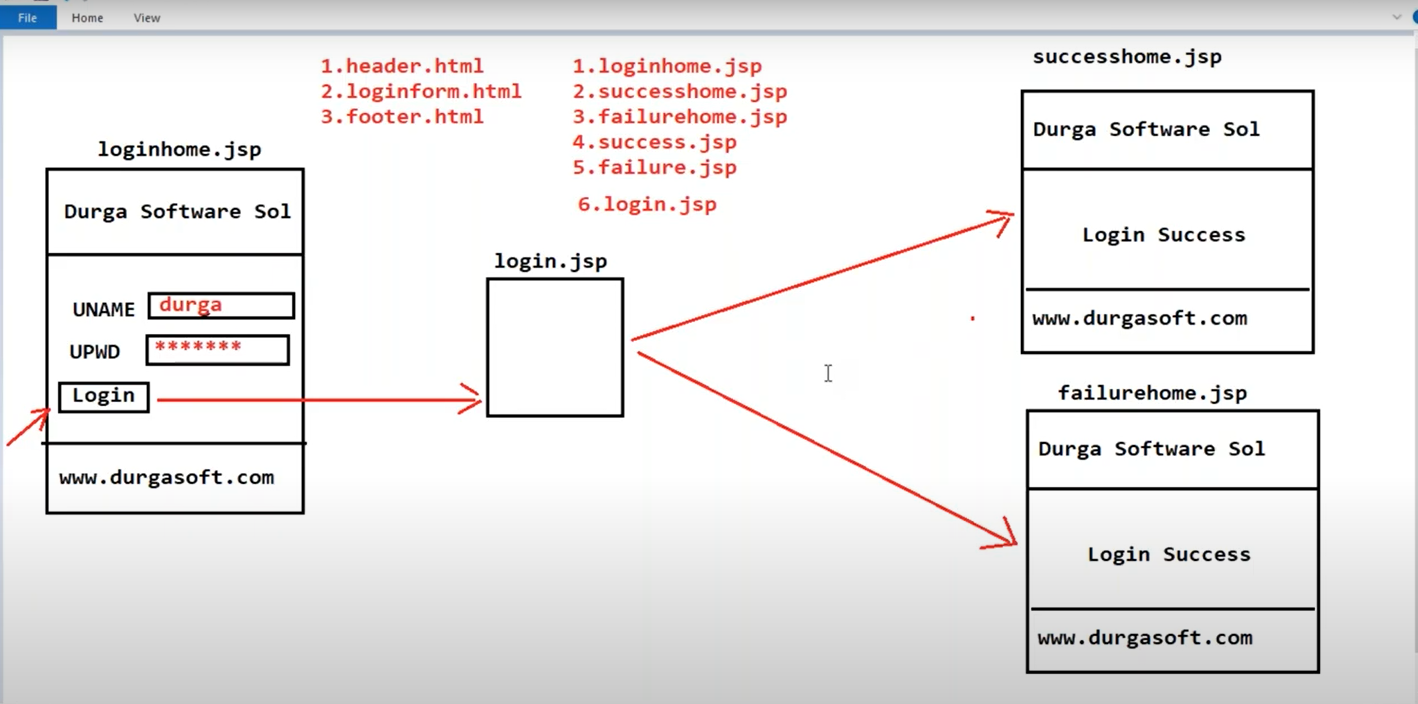 File Home View
1.header.html
2.loginform.html
3.footer.html
1.loginhome.jsp
2.successhome.jsp
3.failurehome.jsp
4.success.jsp
5.failure.jsp
6.login.jsp
loginhome.jsp
Durga Software Sol
UNAME durga
UPWD *******
Login
www.durgasoft.com
login.jsp
successhome.jsp
Durga Software Sol
Login Success
www.durgasoft.com
failurehome.jsp
Durga Software Sol
Login Success
www.durgasoft.com